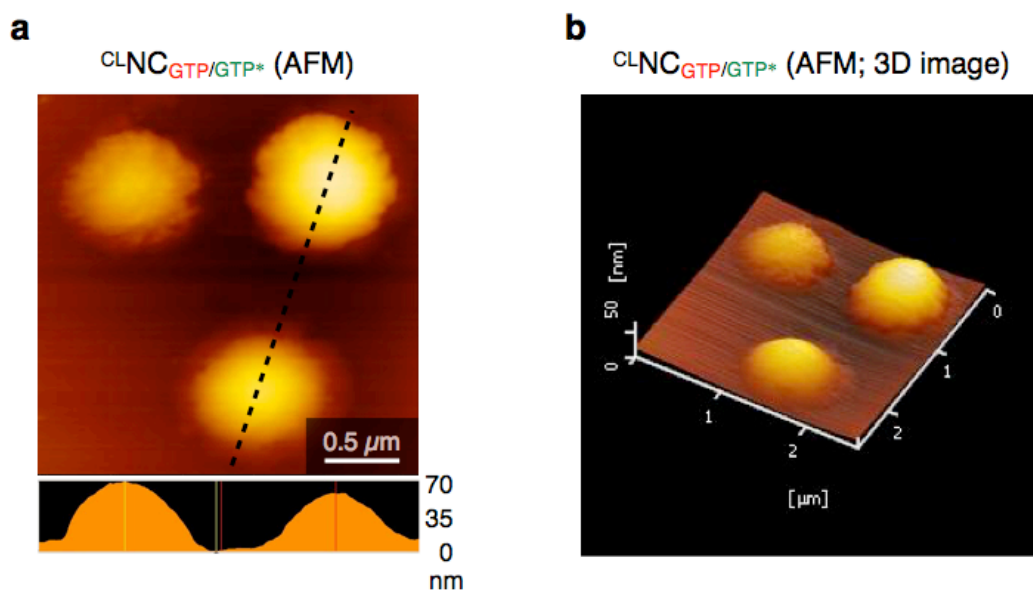 a
CLNCGTP/GTP* (AFM)
0.5 µm
70
35
0
nm
b
CLNCGTP/GTP* (AFM; 3D image)
[nm]
50
0
0
1
2
1
2
[µm]